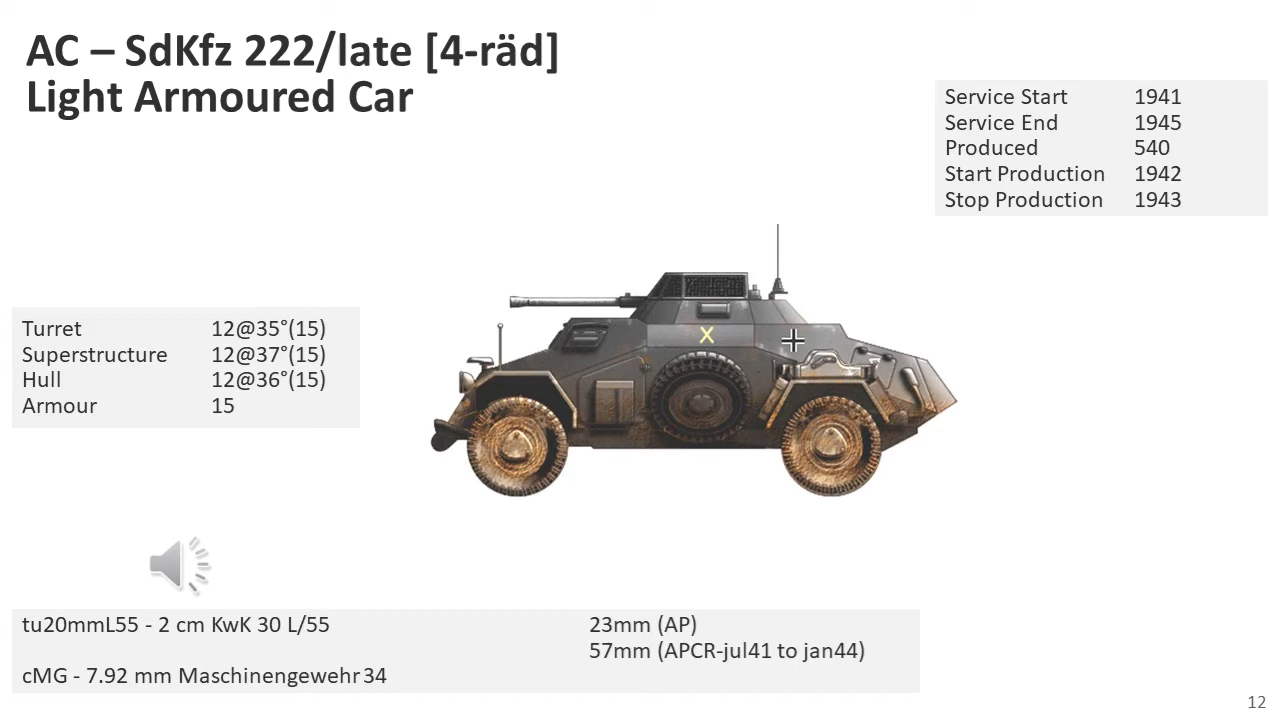 AC – SdKfz 222/late [4-räd]
Light Armoured Car
Service Start 1941
Service End 1945
Produced 540
Start Production 1942
Stop Production 1943
Turret 12@35°(15)
Superstructure 12@37°(15)
Hull 12@36°(15)
Armour 15
X
tu20mmL55 - 2 cm KwK 30 L/55 23mm (AP)
57mm (APCR-jul41 to jan44)
cMG - 7.92 mm Maschinengewehr 34
12